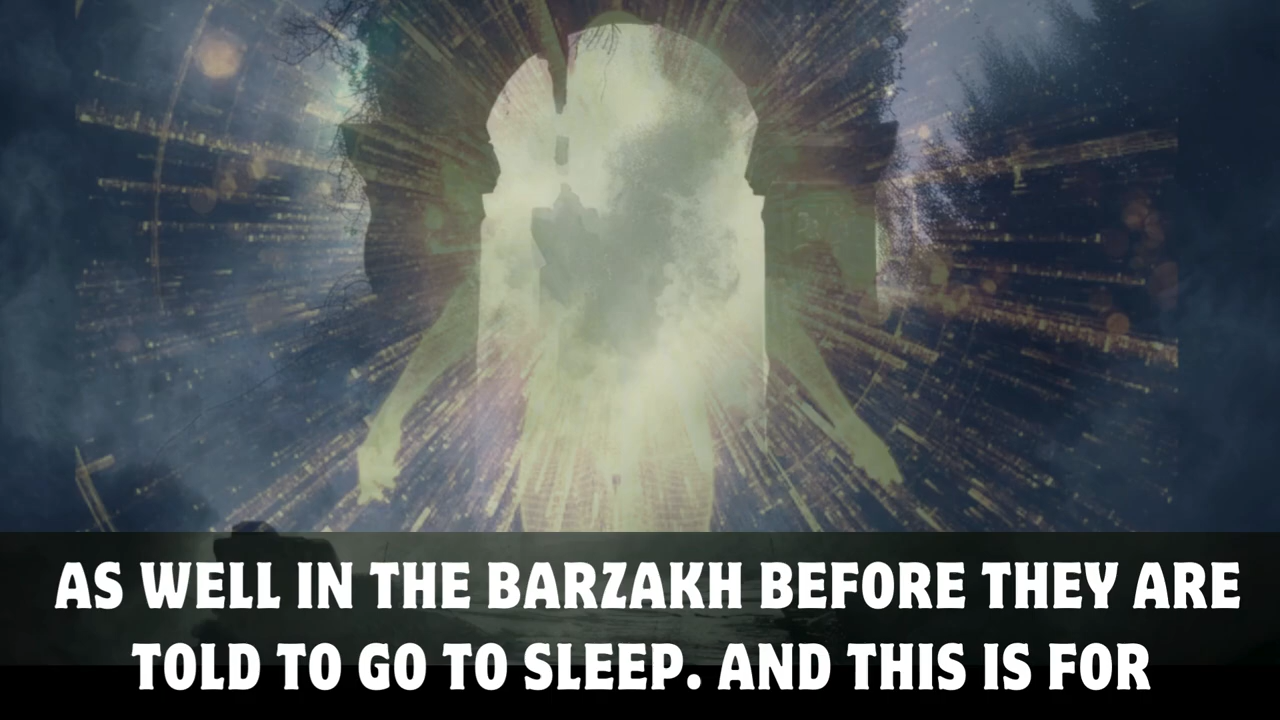 AS WELL IN THE BARZAKH BEFORE THEY ARE
TOLD TO GO TO SLEEP. AND THIS IS FOR